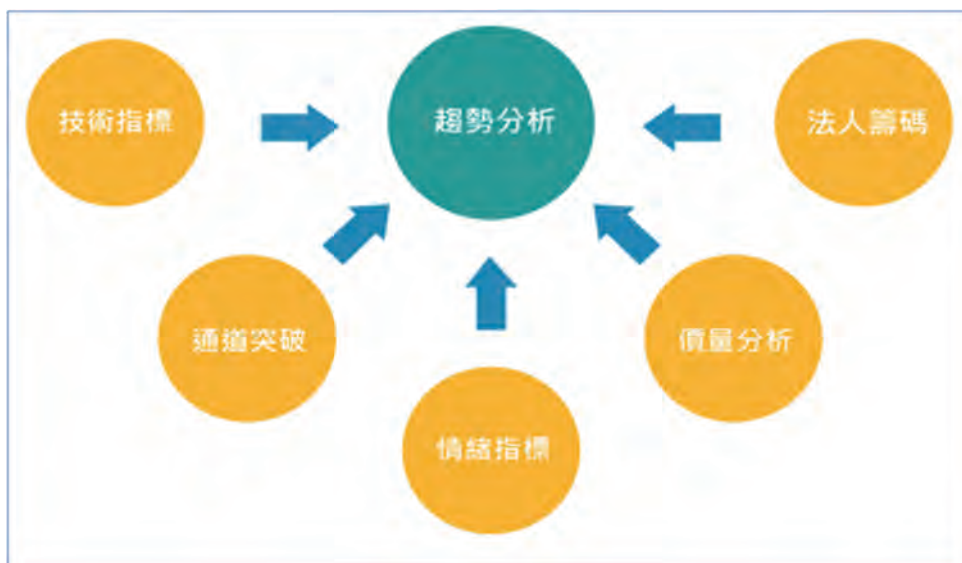 技術指標
趨勢分析
法人籌碼
通道突破
價量分析
情緒指標